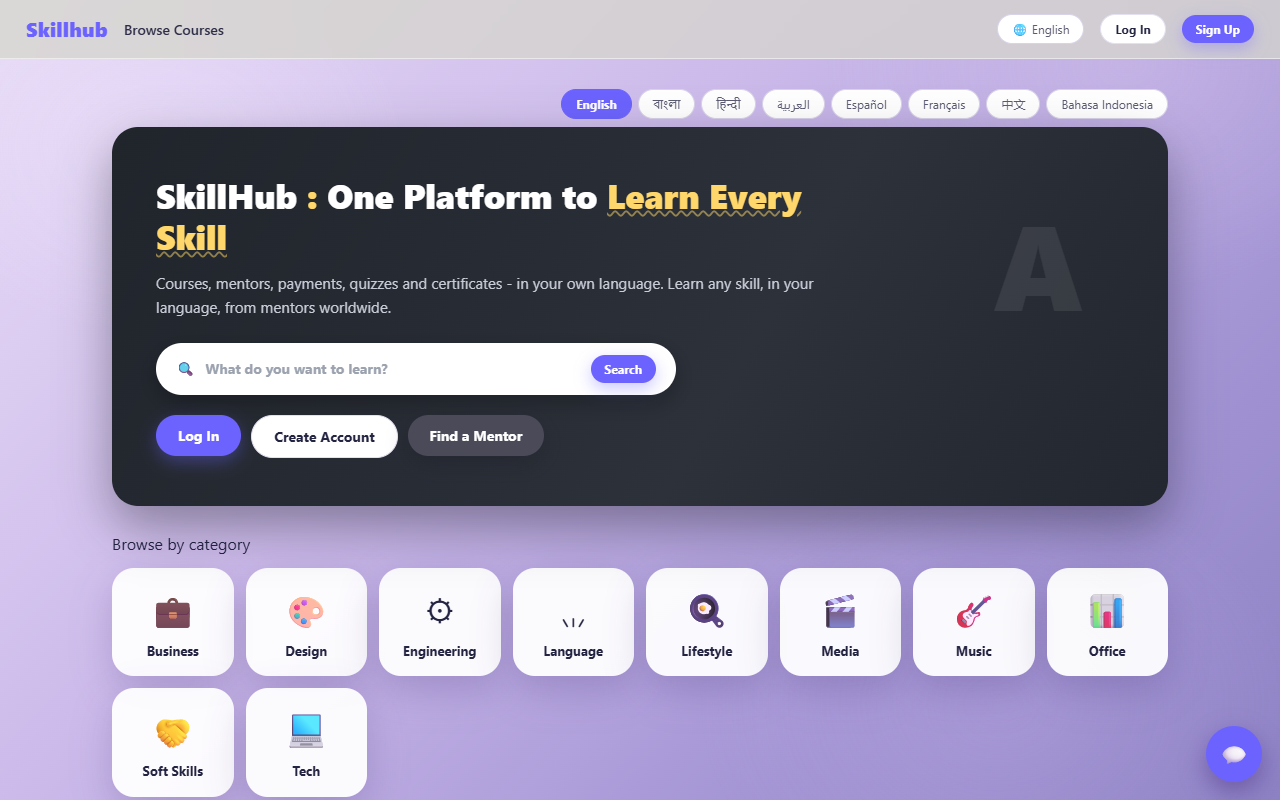 Skillhub Browse Courses 🌐 English Log In Sign Up
English বাংলা हिन्दी العربية Español Français 中文 Bahasa Indonesia
SkillHub : One Platform to Learn Every
Skill
A
Courses, mentors, payments, quizzes and certificates - in your own language. Learn any skill, in your
language, from mentors worldwide.
What do you want to learn? Search
Log In Create Account Find a Mentor
Browse by category
Business Design Engineering Language Lifestyle Media Music Office
Soft Skills Tech